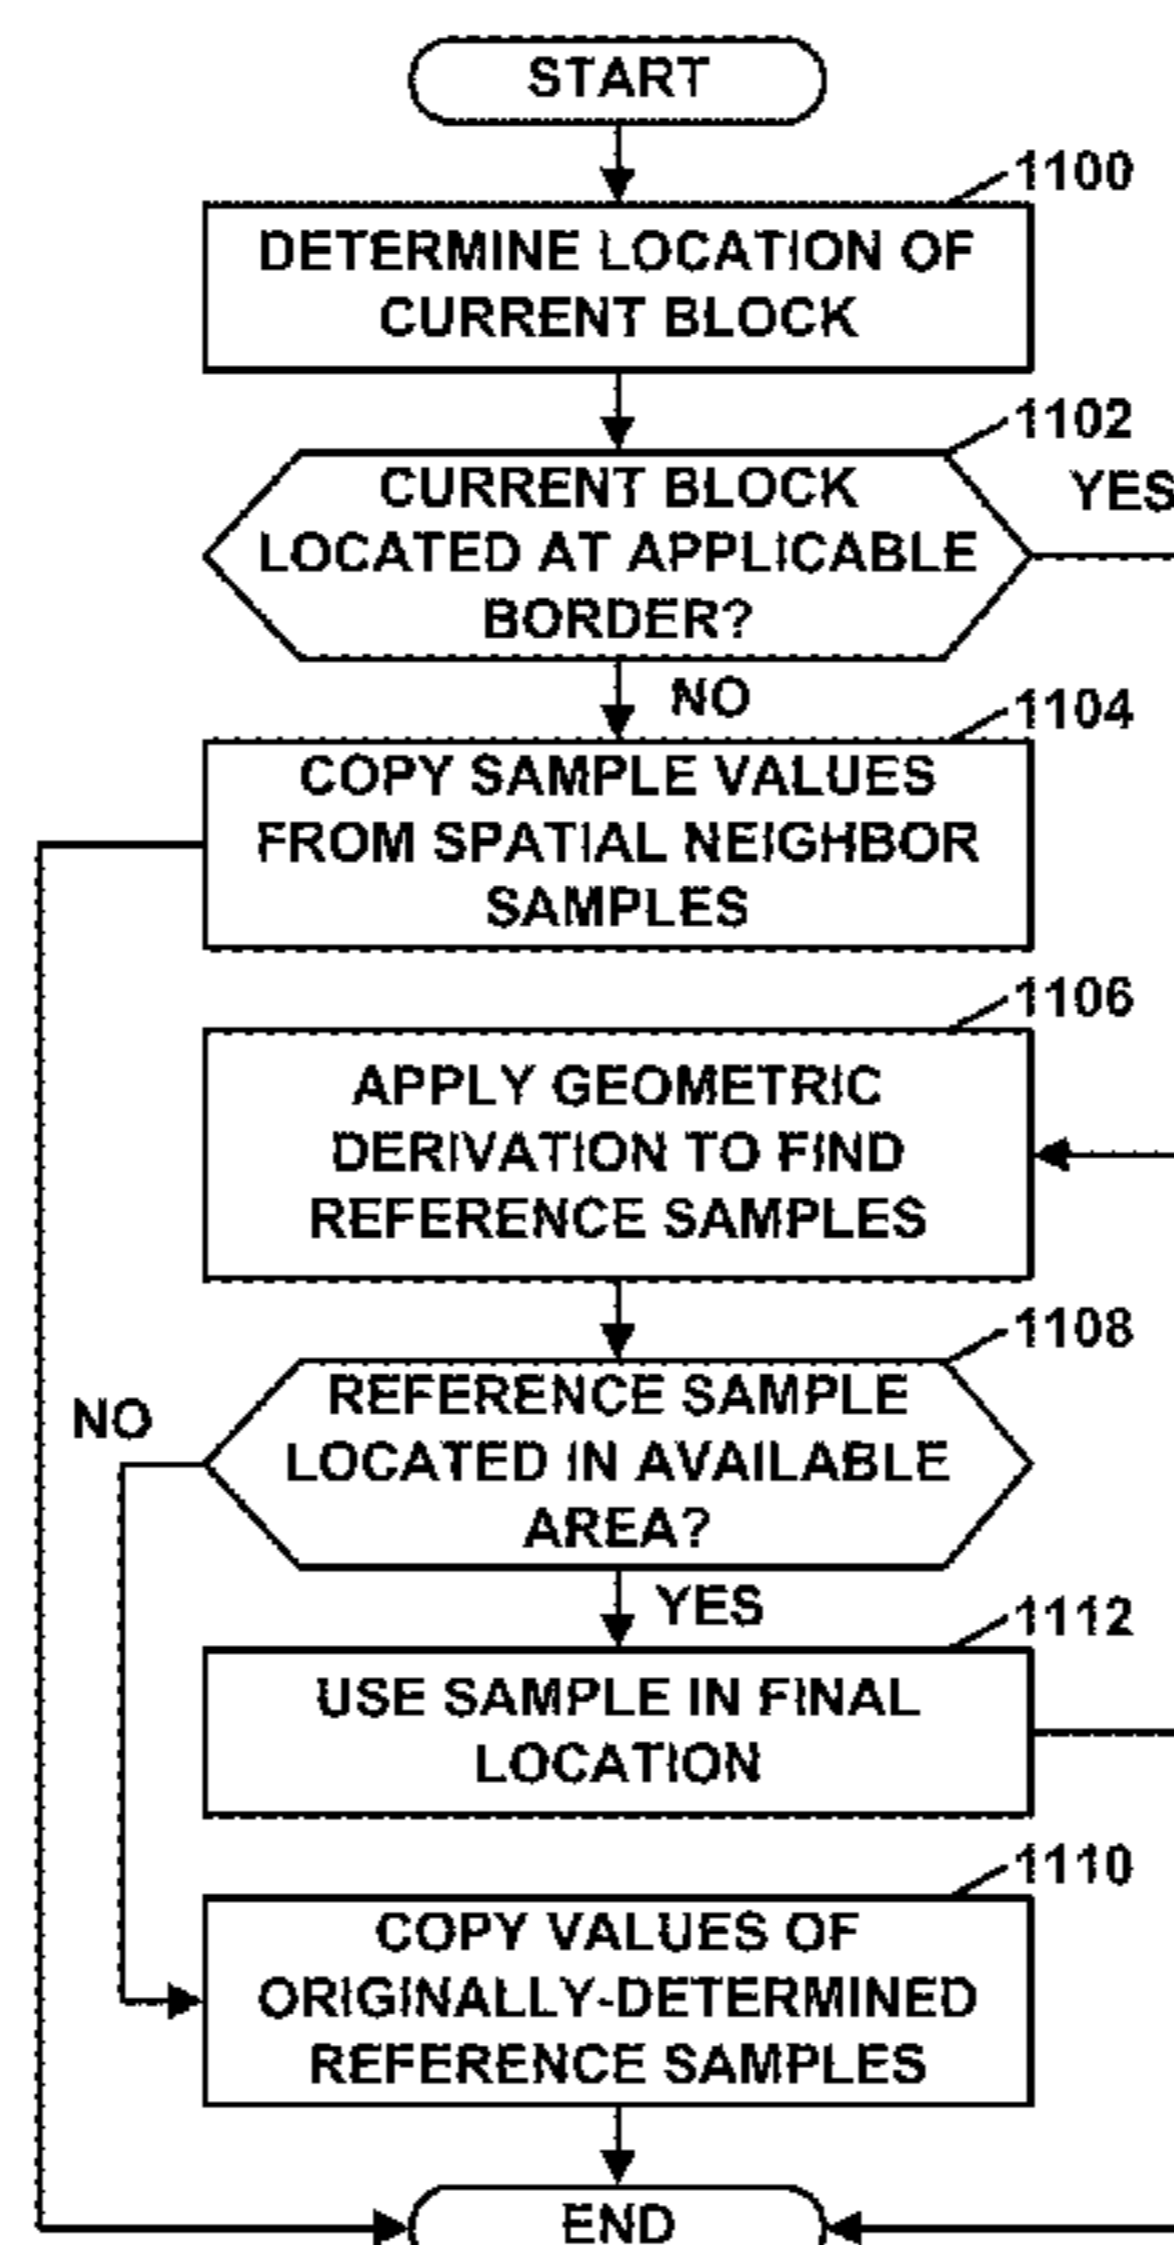 START
1100
DETERMINE LOCATION OF
CURRENT BLOCK
1102
YES
CURRENT BLOCK
LOCATED AT APPLICABLE
BORDER?
NO
1104
COPY SAMPLE VALUES
FROM SPATIAL NEIGHBOR
SAMPLES
1106
APPLY GEOMETRIC
DERIVATION TO FIND
REFERENCE SAMPLES
1108
REFERENCE SAMPLE
LOCATED IN AVAILABLE
AREA?
NO
YES
1112
USE SAMPLE IN FINAL
LOCATION
1110
COPY VALUES OF
ORIGINALLY-DETERMINED
REFERENCE SAMPLES
END